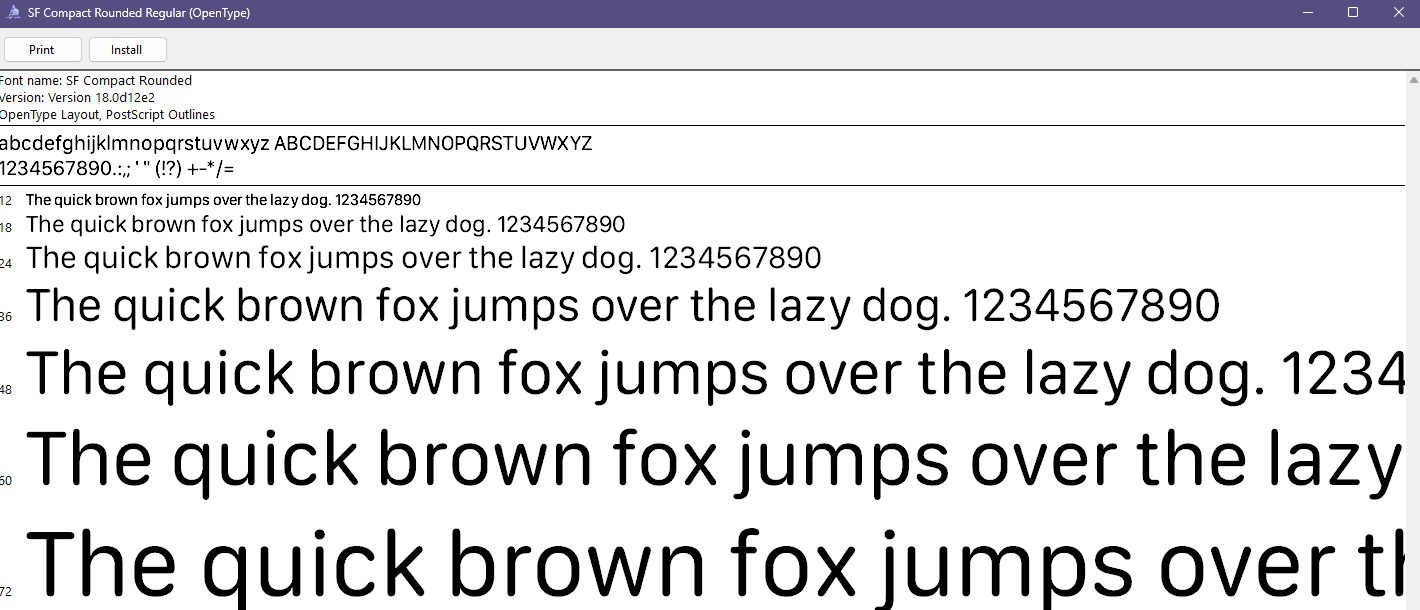 SF Compact Rounded Regular (OpenType)
Print Install
Font name: SF Compact Rounded
Version: Version 18.0d12e2
OpenType Layout, PostScript Outlines
abcdefghijklmnopqrstuvwxyz ABCDEFGHIJKLMNOPQRSTUVWXYZ
1234567890.:,; ' " (!?) +-*/=
12 The quick brown fox jumps over the lazy dog. 1234567890
18 The quick brown fox jumps over the lazy dog. 1234567890
24 The quick brown fox jumps over the lazy dog. 1234567890
36 The quick brown fox jumps over the lazy dog. 1234567890
48 The quick brown fox jumps over the lazy dog. 1234
60 The quick brown fox jumps over the lazy
72 The quick brown fox jumps over th